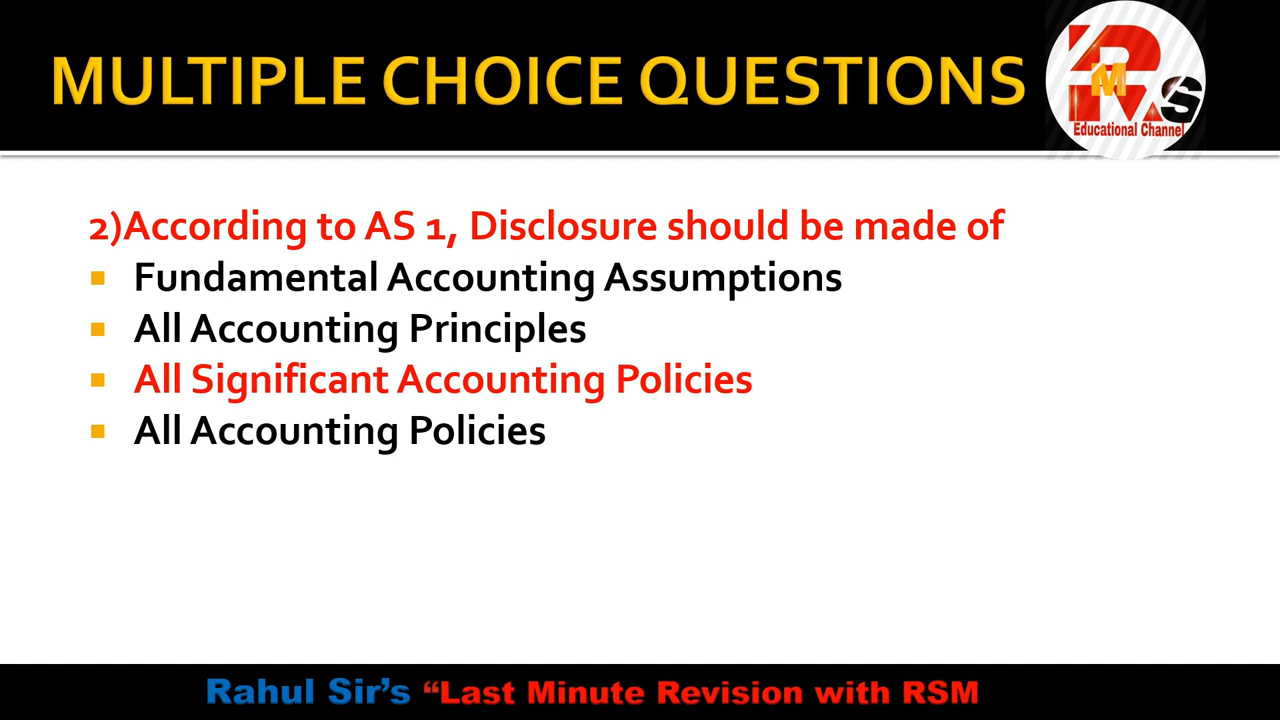 MULTIPLE CHOICE QUESTIONS
RMS
Educational Channel
2)According to AS 1, Disclosure should be made of
Fundamental Accounting Assumptions
All Accounting Principles
All Significant Accounting Policies
All Accounting Policies
Rahul Sir's “Last Minute Revision with RSM